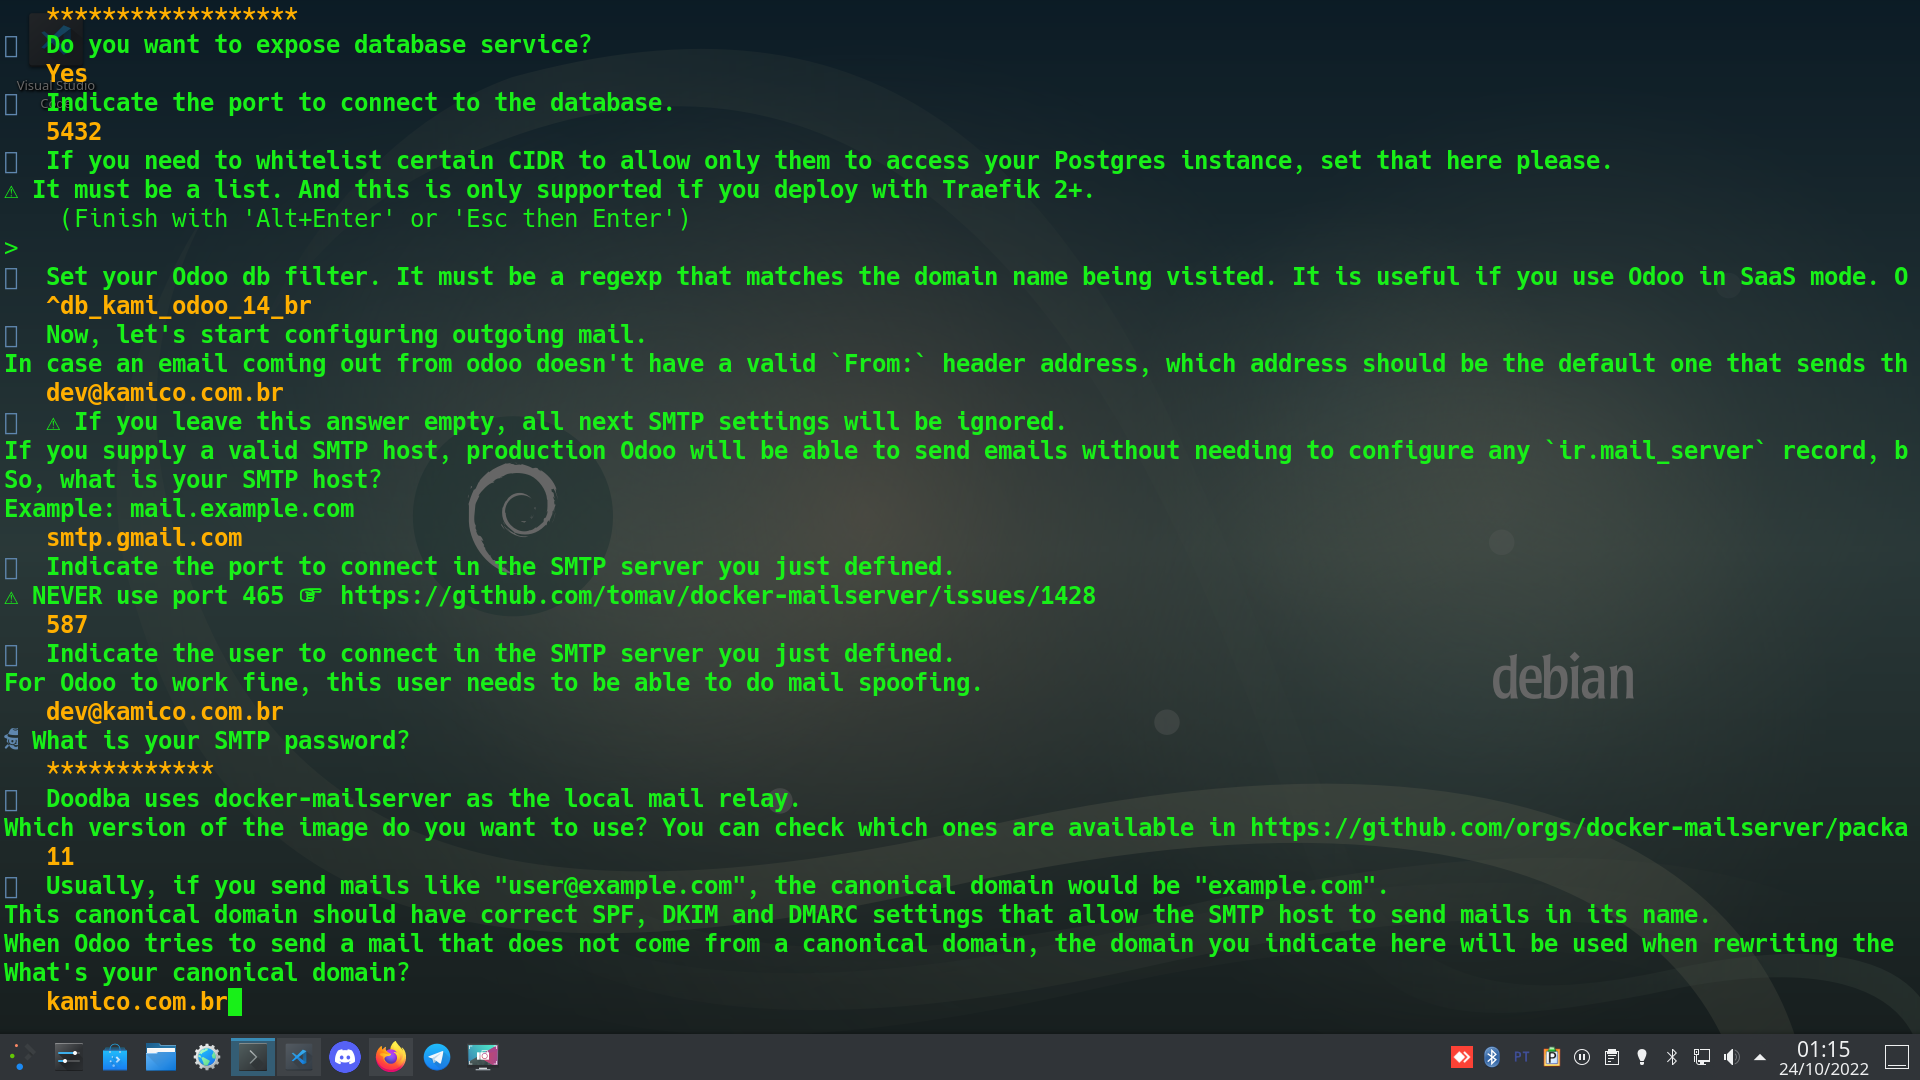 ******************
Do you want to expose database service?
Yes
Visual Studio
Indicate the port to connect to the database.
5432
If you need to whitelist certain CIDR to allow only them to access your Postgres instance, set that here please.
⚠ It must be a list. And this is only supported if you deploy with Traefik 2+.
(Finish with 'Alt+Enter' or 'Esc then Enter')
>
Set your Odoo db filter. It must be a regexp that matches the domain name being visited. It is useful if you use Odoo in SaaS mode. O
^db_kami_odoo_14_br
Now, let's start configuring outgoing mail.
In case an email coming out from odoo doesn't have a valid `From:` header address, which address should be the default one that sends th
dev@kamico.com.br
⚠ If you leave this answer empty, all next SMTP settings will be ignored.
If you supply a valid SMTP host, production Odoo will be able to send emails without needing to configure any `ir.mail_server` record, b
So, what is your SMTP host?
Example: mail.example.com
smtp.gmail.com
Indicate the port to connect in the SMTP server you just defined.
⚠ NEVER use port 465 ☞ https://github.com/tomav/docker-mailserver/issues/1428
587
Indicate the user to connect in the SMTP server you just defined.
For Odoo to work fine, this user needs to be able to do mail spoofing.
dev@kamico.com.br
What is your SMTP password?
************
Doodba uses docker-mailserver as the local mail relay.
Which version of the image do you want to use? You can check which ones are available in https://github.com/orgs/docker-mailserver/packa
11
Usually, if you send mails like "user@example.com", the canonical domain would be "example.com".
This canonical domain should have correct SPF, DKIM and DMARC settings that allow the SMTP host to send mails in its name.
When Odoo tries to send a mail that does not come from a canonical domain, the domain you indicate here will be used when rewriting the
What's your canonical domain?
kamico.com.br
debian
PT
01:15
24/10/2022